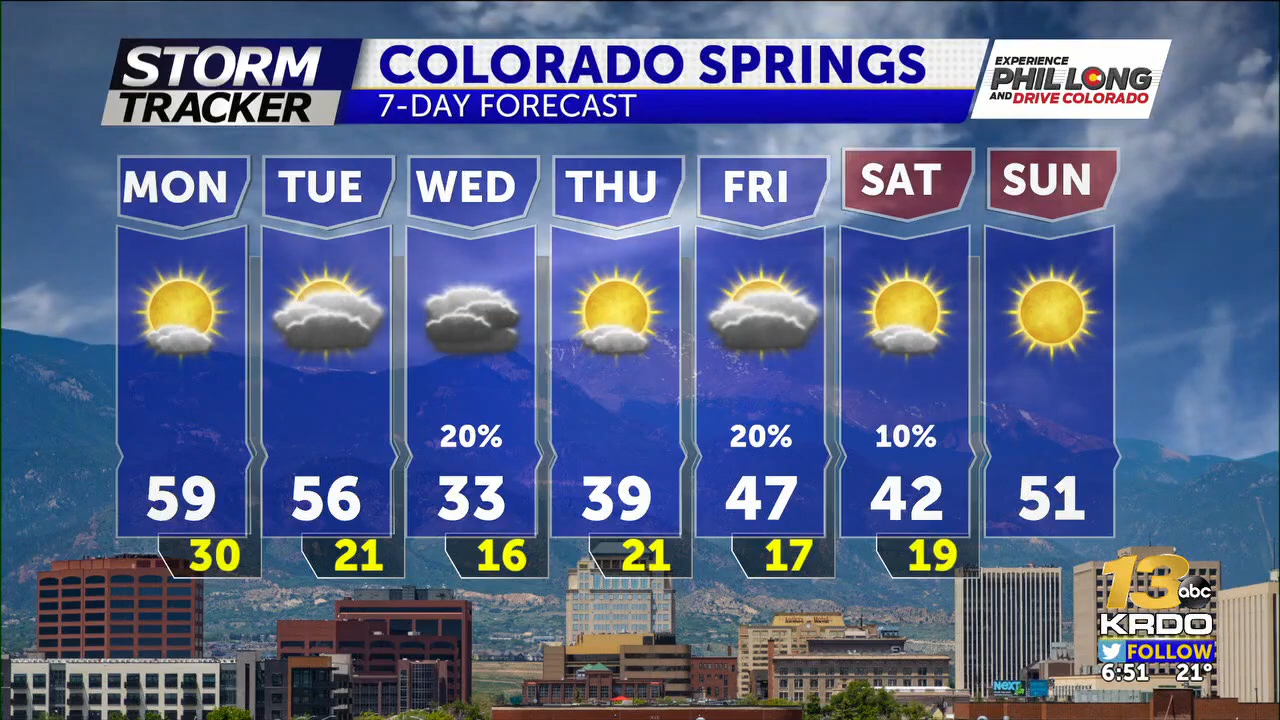 STORM
TRACKER
COLORADO SPRINGS
7-DAY FORECAST
EXPERIENCE
PHIL LONG
AND DRIVE COLORADO
MON TUE WED THU FRI SAT SUN
20% 20% 10%
59 56 33 39 47 42 51
30 21 16 21 17 19
13 abc
KRDO
FOLLOW
6:51 21°
NEXT